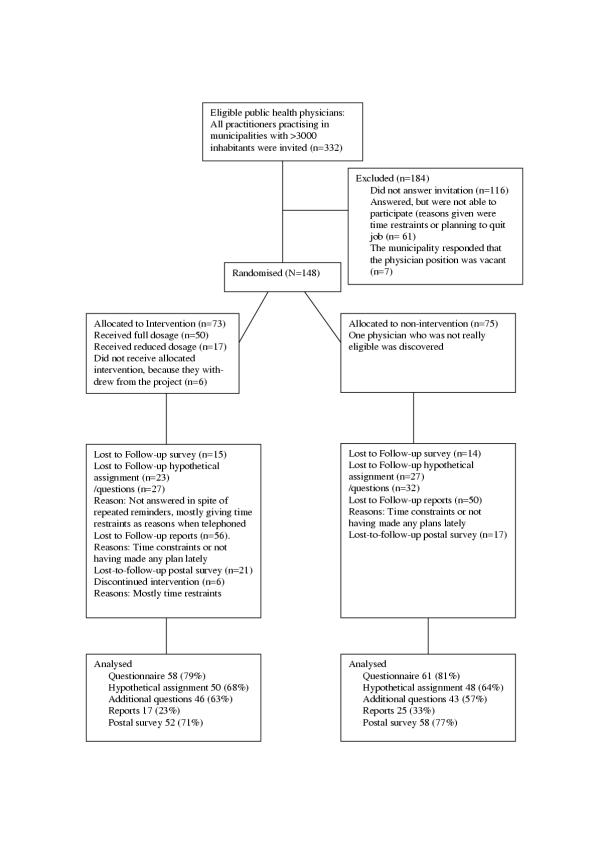 Eligible public health physicians:
All practitioners practising in
municipalities with >3000
inhabitants were invited (n=332)
Excluded (n=184)
Did not answer invitation (n=116)
Answered, but were not able to
participate (reasons given were
time restraints or planning to quit
job (n= 61)
The municipality responded that
the physician position was vacant
(n=7)
Randomised (N=148)
Allocated to Intervention (n=73)
Received full dosage (n=50)
Received reduced dosage (n=17)
Did not receive allocated
intervention, because they with-
drew from the project (n=6)
Allocated to non-intervention (n=75)
One physician who was not really
eligible was discovered
Lost to Follow-up survey (n=15)
Lost to Follow-up hypothetical
assignment (n=23)
/questions (n=27)
Reason: Not answered in spite of
repeated reminders, mostly giving time
restraints as reasons when telephoned
Lost to Follow-up reports (n=56).
Reasons: Time constraints or not
having made any plan lately
Lost-to-follow-up postal survey (n=21)
Discontinued intervention (n=6)
Reasons: Mostly time restraints
Lost to Follow-up survey (n=14)
Lost to Follow-up hypothetical
assignment (n=27)
/questions (n=32)
Lost to Follow-up reports (n=50)
Reasons: Time constraints or not
having made any plans lately
Lost-to-follow-up postal survey (n=17)
Analysed
Questionnaire 58 (79%)
Hypothetical assignment 50 (68%)
Additional questions 46 (63%)
Reports 17 (23%)
Postal survey 52 (71%)
Analysed
Questionnaire 61 (81%)
Hypothetical assignment 48 (64%)
Additional questions 43 (57%)
Reports 25 (33%)
Postal survey 58 (77%)